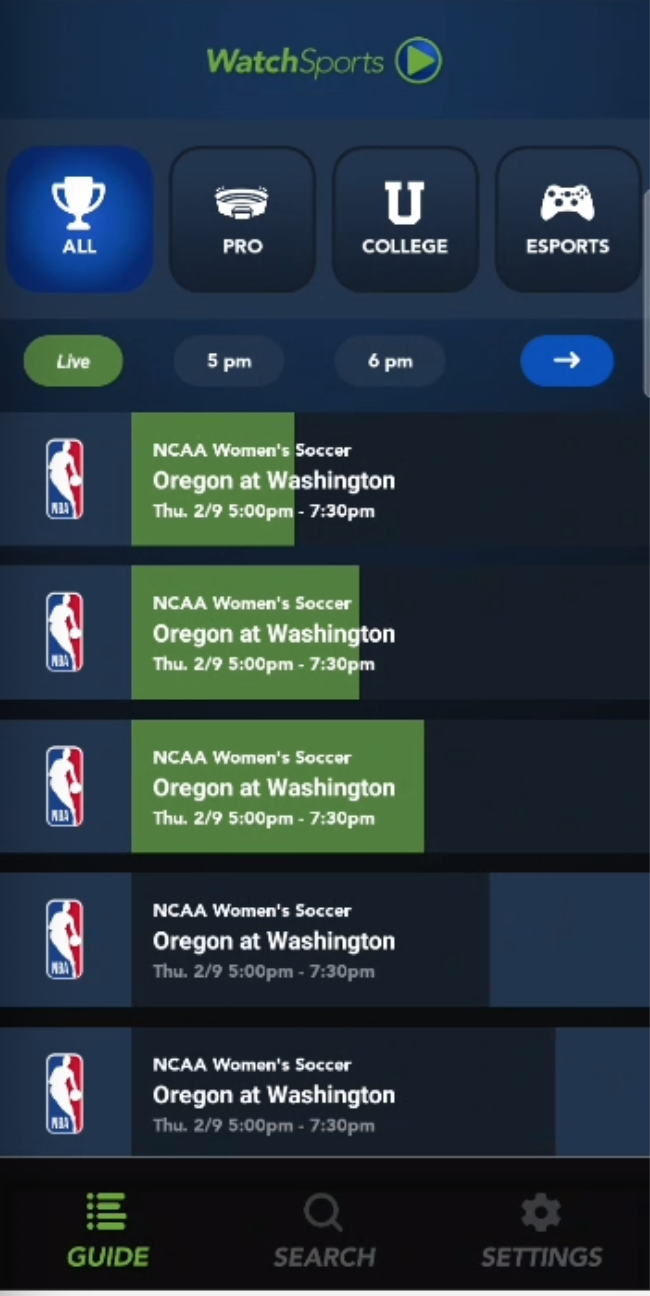 WatchSports
ALL
PRO
COLLEGE
ESPORTS
Live
5 pm
6 pm
NBA
NCAA Women's Soccer
Oregon at Washington
Thu. 2/9 5:00pm - 7:30pm
NBA
NCAA Women's Soccer
Oregon at Washington
Thu. 2/9 5:00pm - 7:30pm
NBA
NCAA Women's Soccer
Oregon at Washington
Thu. 2/9 5:00pm - 7:30pm
NBA
NCAA Women's Soccer
Oregon at Washington
Thu. 2/9 5:00pm - 7:30pm
NBA
NCAA Women's Soccer
Oregon at Washington
Thu. 2/9 5:00pm - 7:30pm
GUIDE
SEARCH
SETTINGS